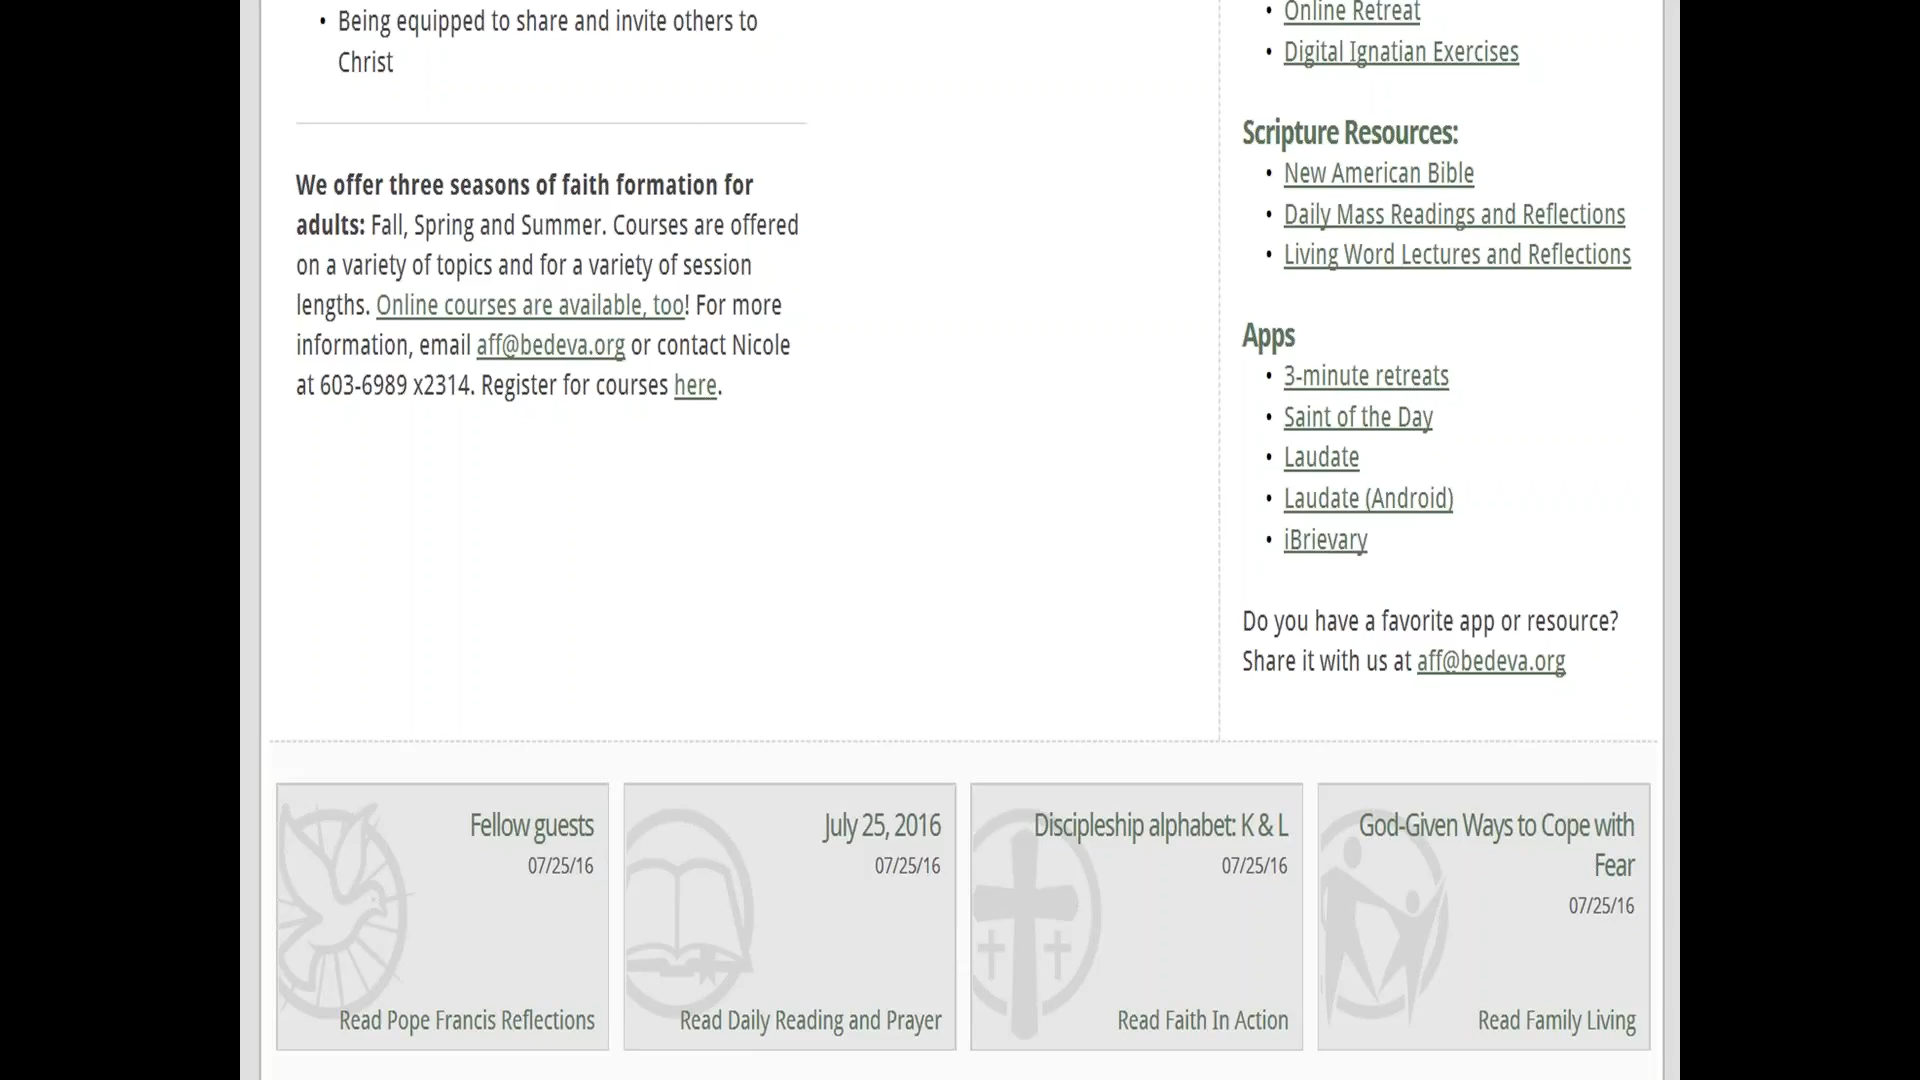 Being equipped to share and invite others to
Christ
We offer three seasons of faith formation for
adults: Fall, Spring and Summer. Courses are offered
on a variety of topics and for a variety of session
lengths. Online courses are available, too! For more
information, email aff@bedeva.org or contact Nicole
at 603-6989 x2314. Register for courses here.
Online Retreat
Digital Ignatian Exercises
Scripture Resources:
New American Bible
Daily Mass Readings and Reflections
Living Word Lectures and Reflections
Apps
3-minute retreats
Saint of the Day
Laudate
Laudate (Android)
iBrievary
Do you have a favorite app or resource?
Share it with us at aff@bedeva.org
Fellow guests
07/25/16
Read Pope Francis Reflections
July 25, 2016
07/25/16
Read Daily Reading and Prayer
Discipleship alphabet: K & L
07/25/16
Read Faith In Action
God-Given Ways to Cope with
Fear
07/25/16
Read Family Living